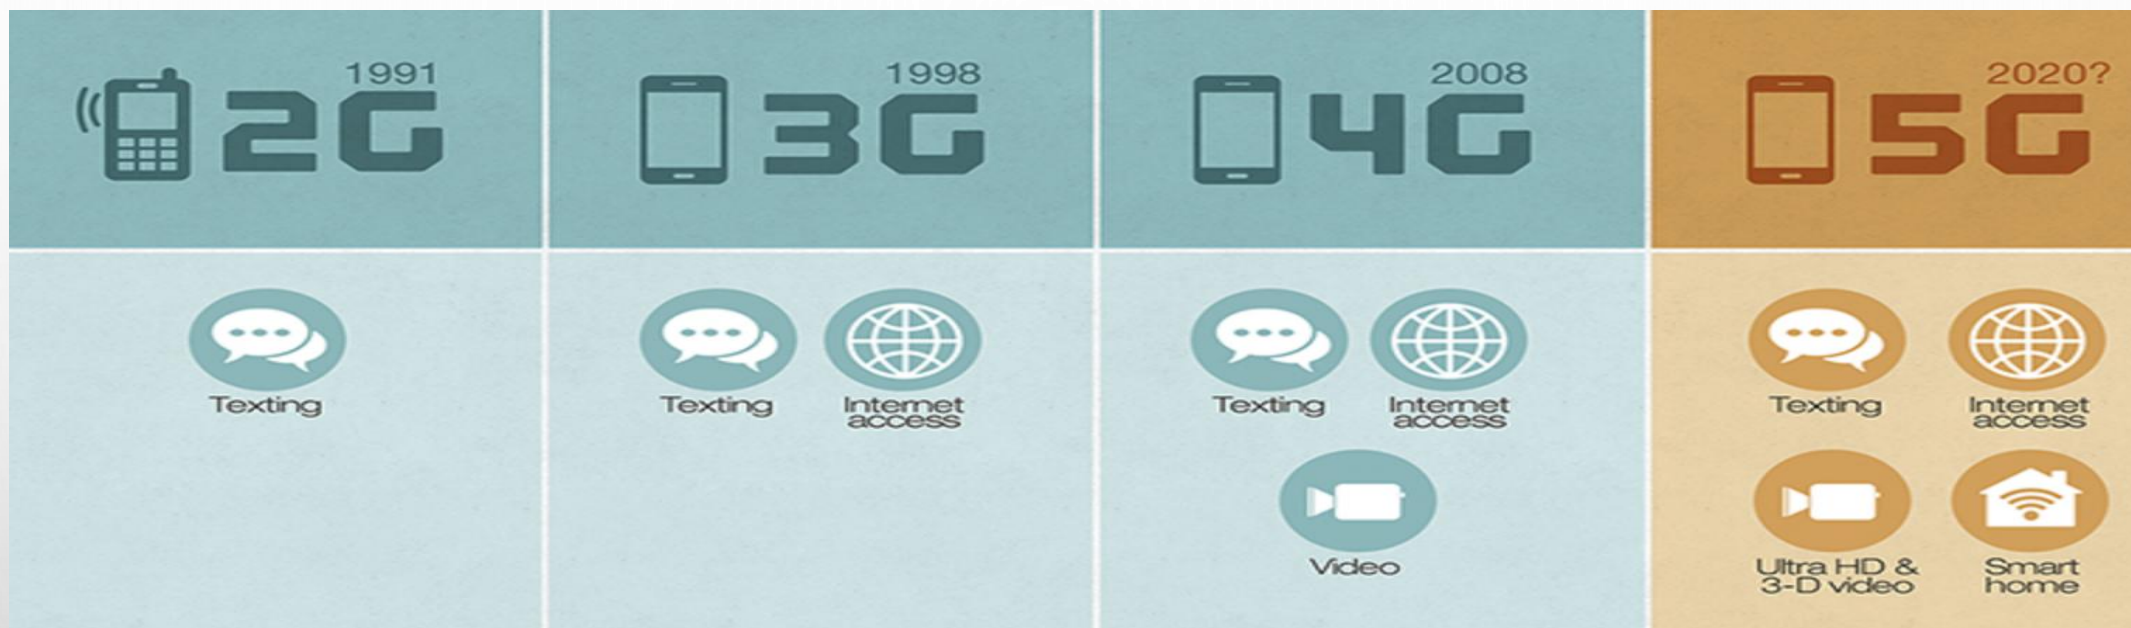 1991
2G
1998
3G
2008
4G
2020?
5G
Texting
Texting
Internet
access
Texting
Internet
access
Video
Texting
Internet
access
Ultra HD &
3-D video
Smart
home